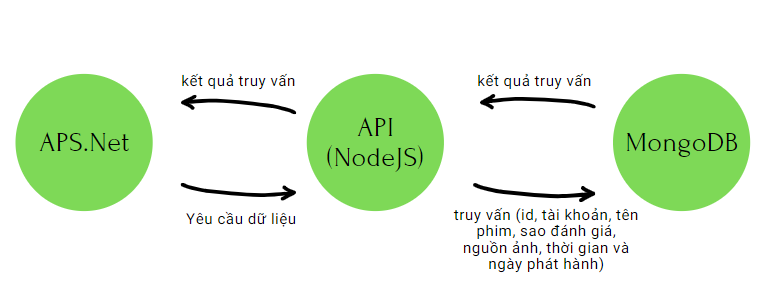 kết quả truy vấn
kết quả truy vấn
APS.Net
API
(NodeJS)
MongoDB
Yêu cầu dữ liệu
truy vấn (id, tài khoản, tên
phim, sao đánh giá,
nguồn ảnh, thời gian và
ngày phát hành)